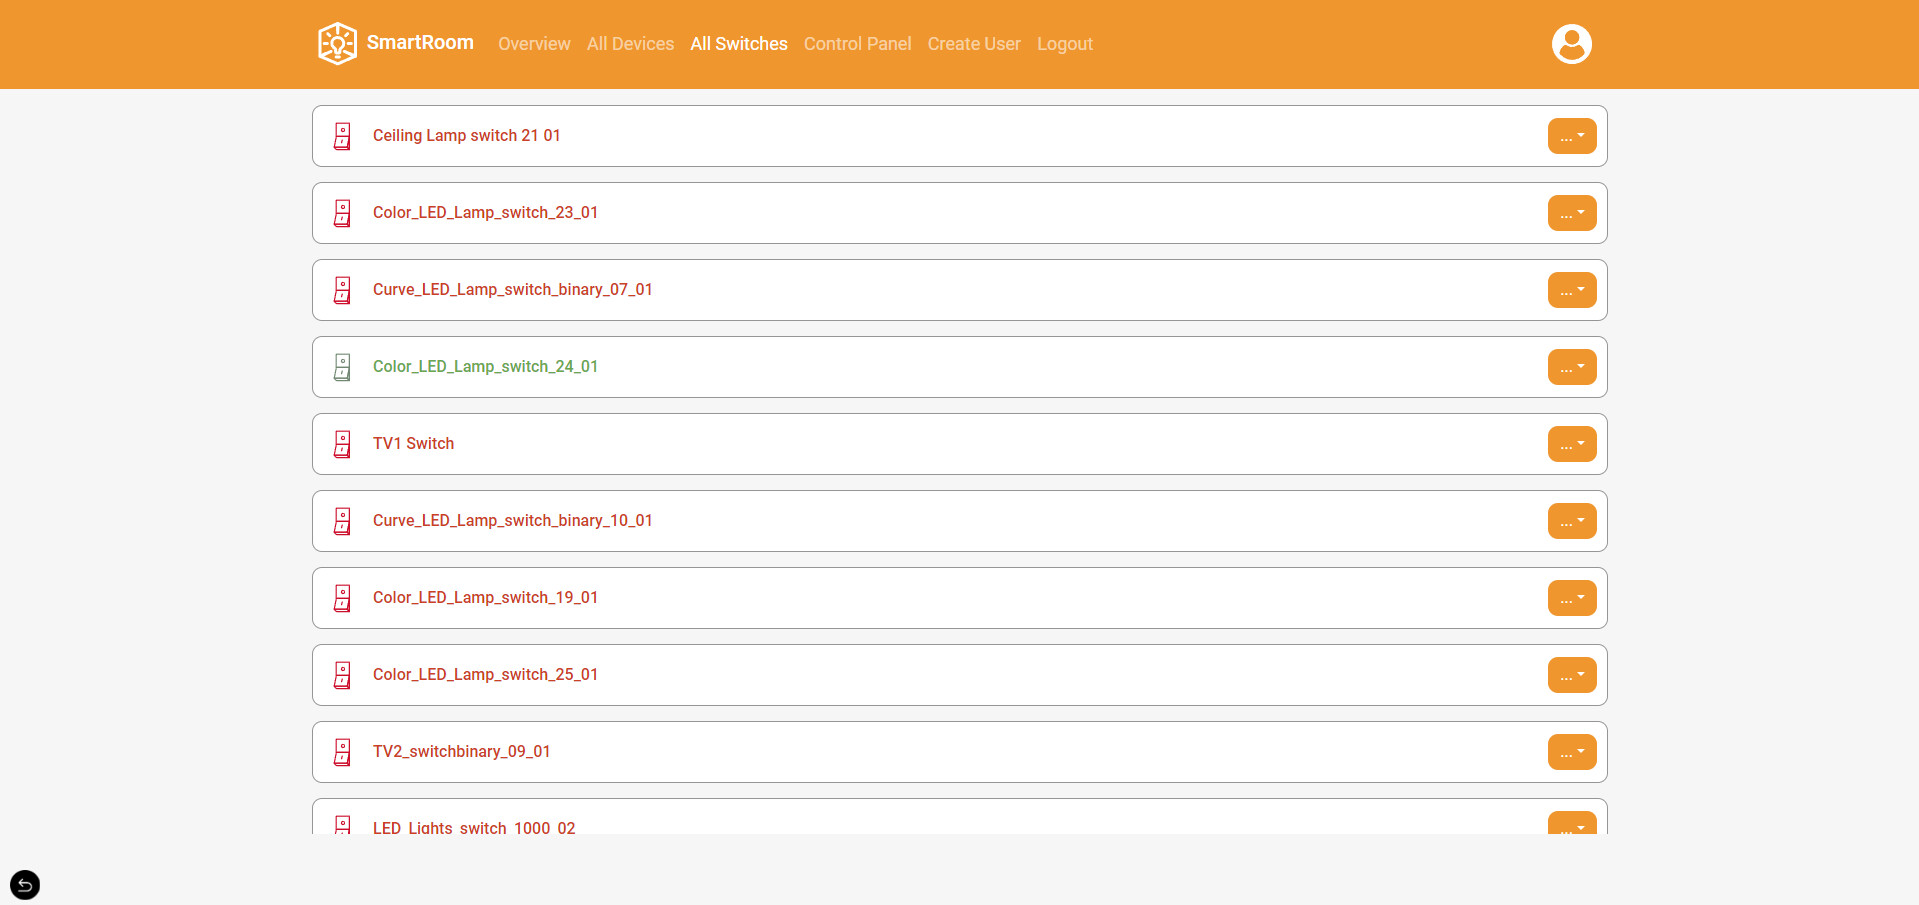 SmartRoom Overview All Devices All Switches Control Panel Create User Logout
Ceiling Lamp switch 21 01 ...
Color_LED_Lamp_switch_23_01 ...
Curve_LED_Lamp_switch_binary_07_01 ...
Color_LED_Lamp_switch_24_01 ...
TV1 Switch ...
Curve_LED_Lamp_switch_binary_10_01 ...
Color_LED_Lamp_switch_19_01 ...
Color_LED_Lamp_switch_25_01 ...
TV2_switchbinary_09_01 ...
LED_Lights_switch_1000_02 ...